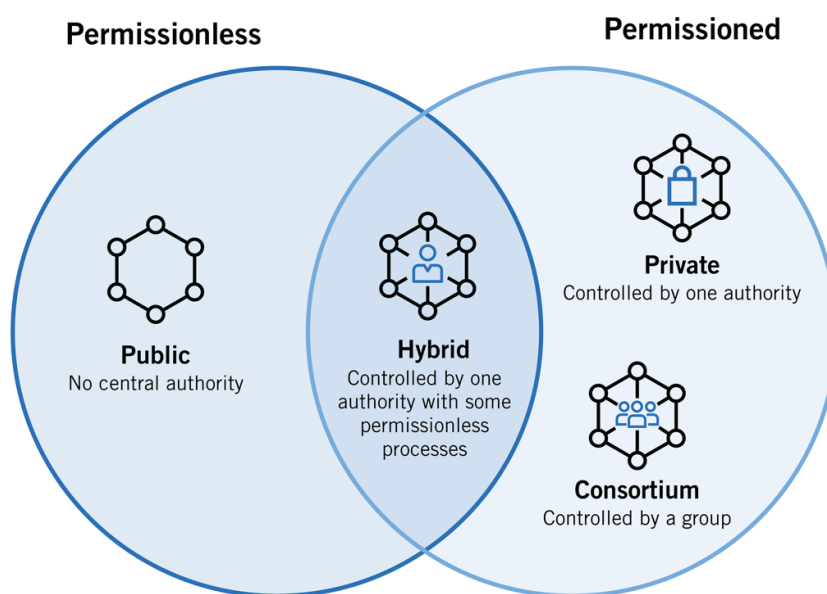 Permissionless
Permissioned
Public
No central authority
Hybrid
Controlled by one
authority with some
permissionless
processes
Private
Controlled by one authority
Consortium
Controlled by a group